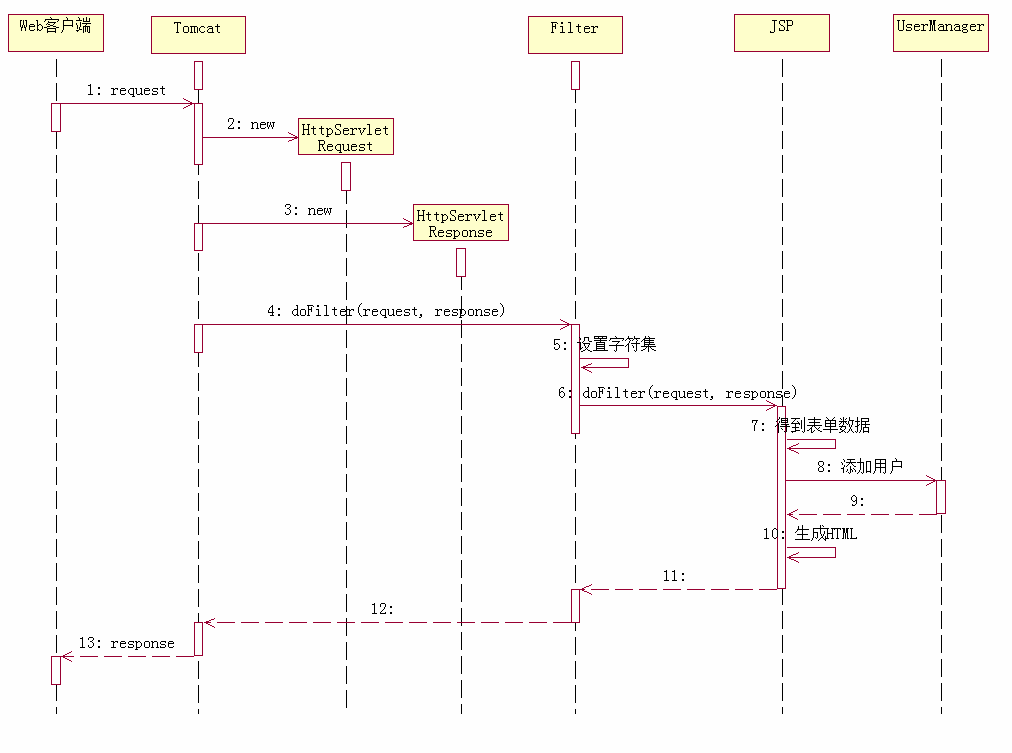 Web客户端
Tomcat
Filter
JSP
UserManager
1: request
2: new
HttpServlet
Request
3: new
HttpServlet
Response
4: doFilter(request, response)
5: 设置字符集
6: doFilter(request, response)
7: 得到表单数据
8: 添加用户
9:
10: 生成HTML
11:
12:
13: response